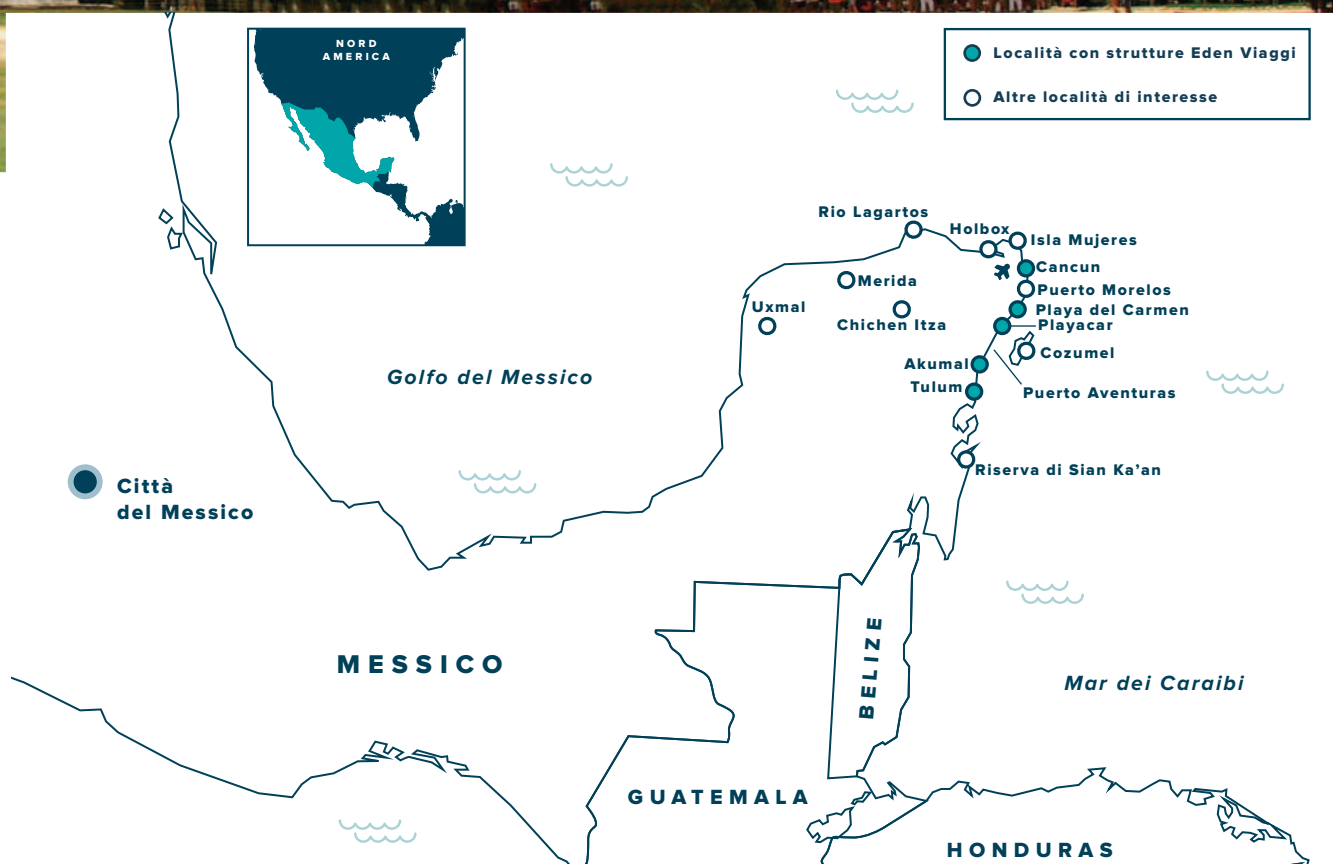 NORD
AMERICA
Località con strutture Eden Viaggi
Altre località di interesse
Rio Lagartos
Holbox
Isla Mujeres
Cancun
Merida
Puerto Morelos
Uxmal
Playa del Carmen
Chichen Itza
Playacar
Cozumel
Akumal
Golfo del Messico
Tulum
Puerto Aventuras
Riserva di Sian Ka’an
Città
del Messico
MESSICO
BELIZE
Mar dei Caraibi
GUATEMALA
HONDURAS